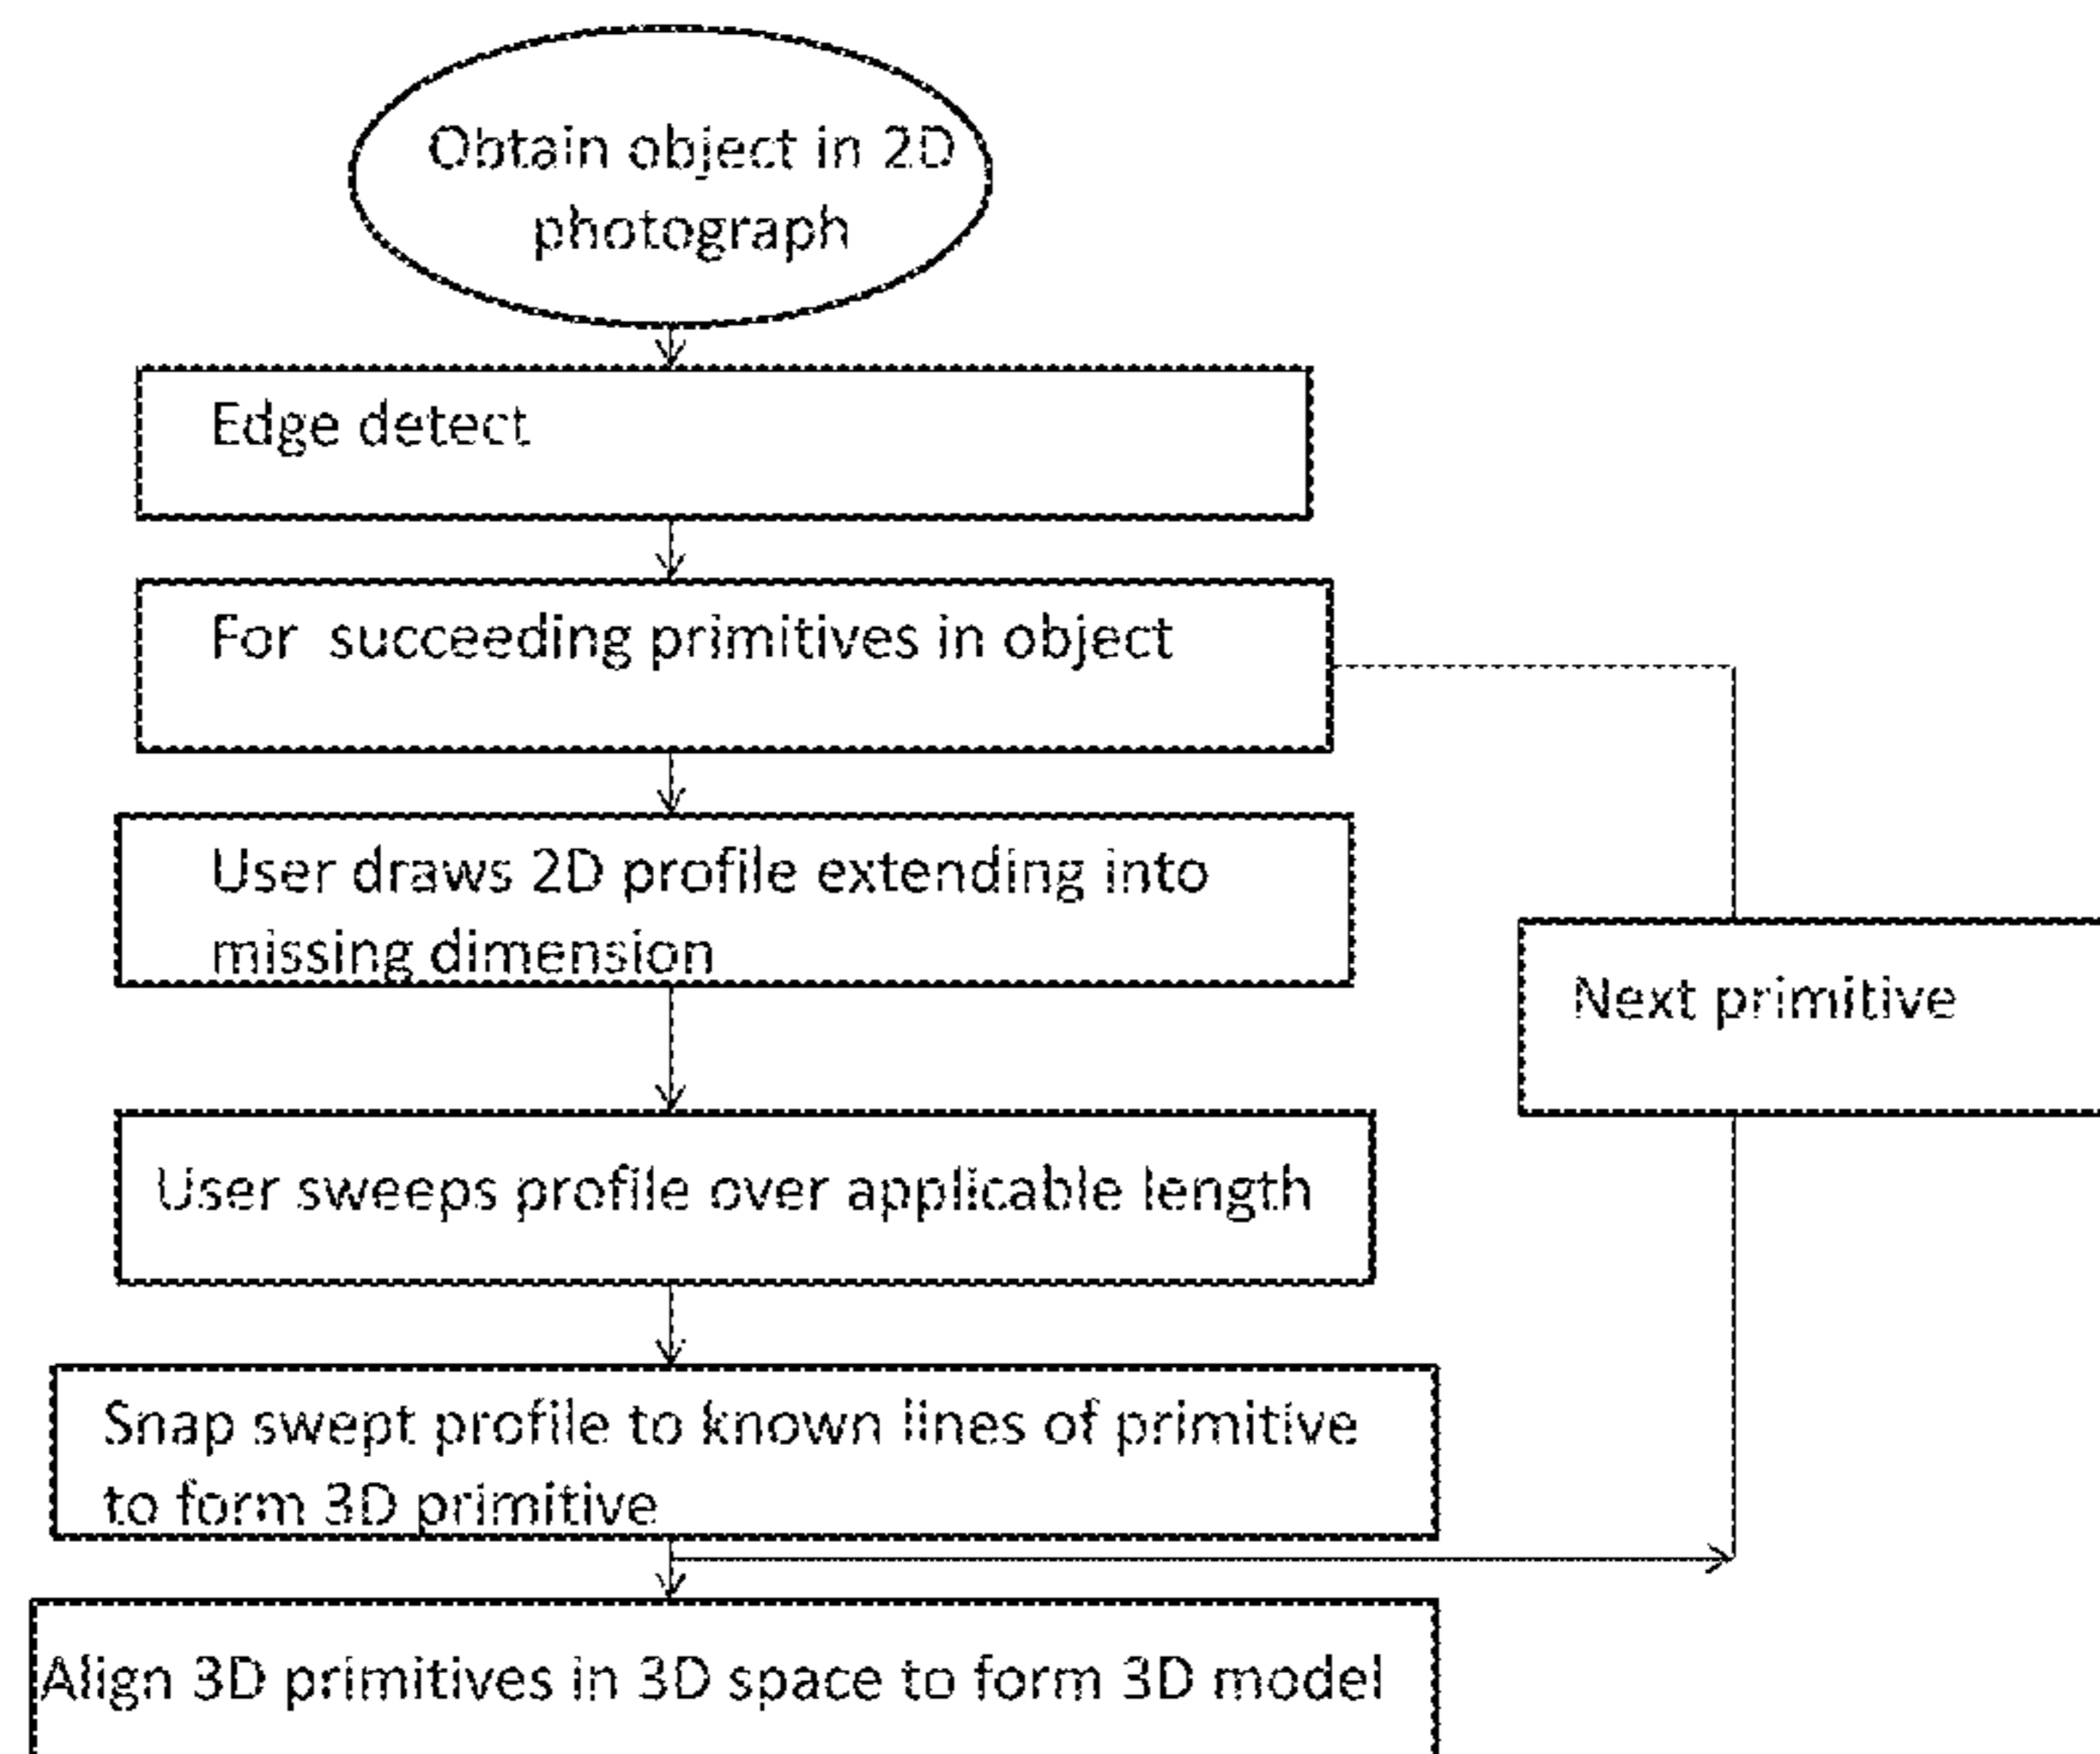 Obtain object in 2D
photograph
Edge detect
For succeeding primitives in object
User draws 2D profile extending into
missing dimension
Next primitive
User sweeps profile over applicable length
Snap swept profile to known lines of primitive
to form 3D primitive
Align 3D primitives in 3D space to form 3D model